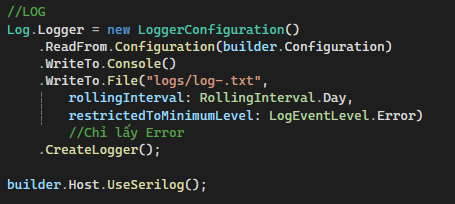 //LOG
Log.Logger = new LoggerConfiguration()
.ReadFrom.Configuration(builder.Configuration)
.WriteTo.Console()
.WriteTo.File("logs/log-.txt",
rollingInterval: RollingInterval.Day,
restrictedToMinimumLevel: LogEventLevel.Error)
//Chỉ lấy Error
.CreateLogger();
builder.Host.UseSerilog();